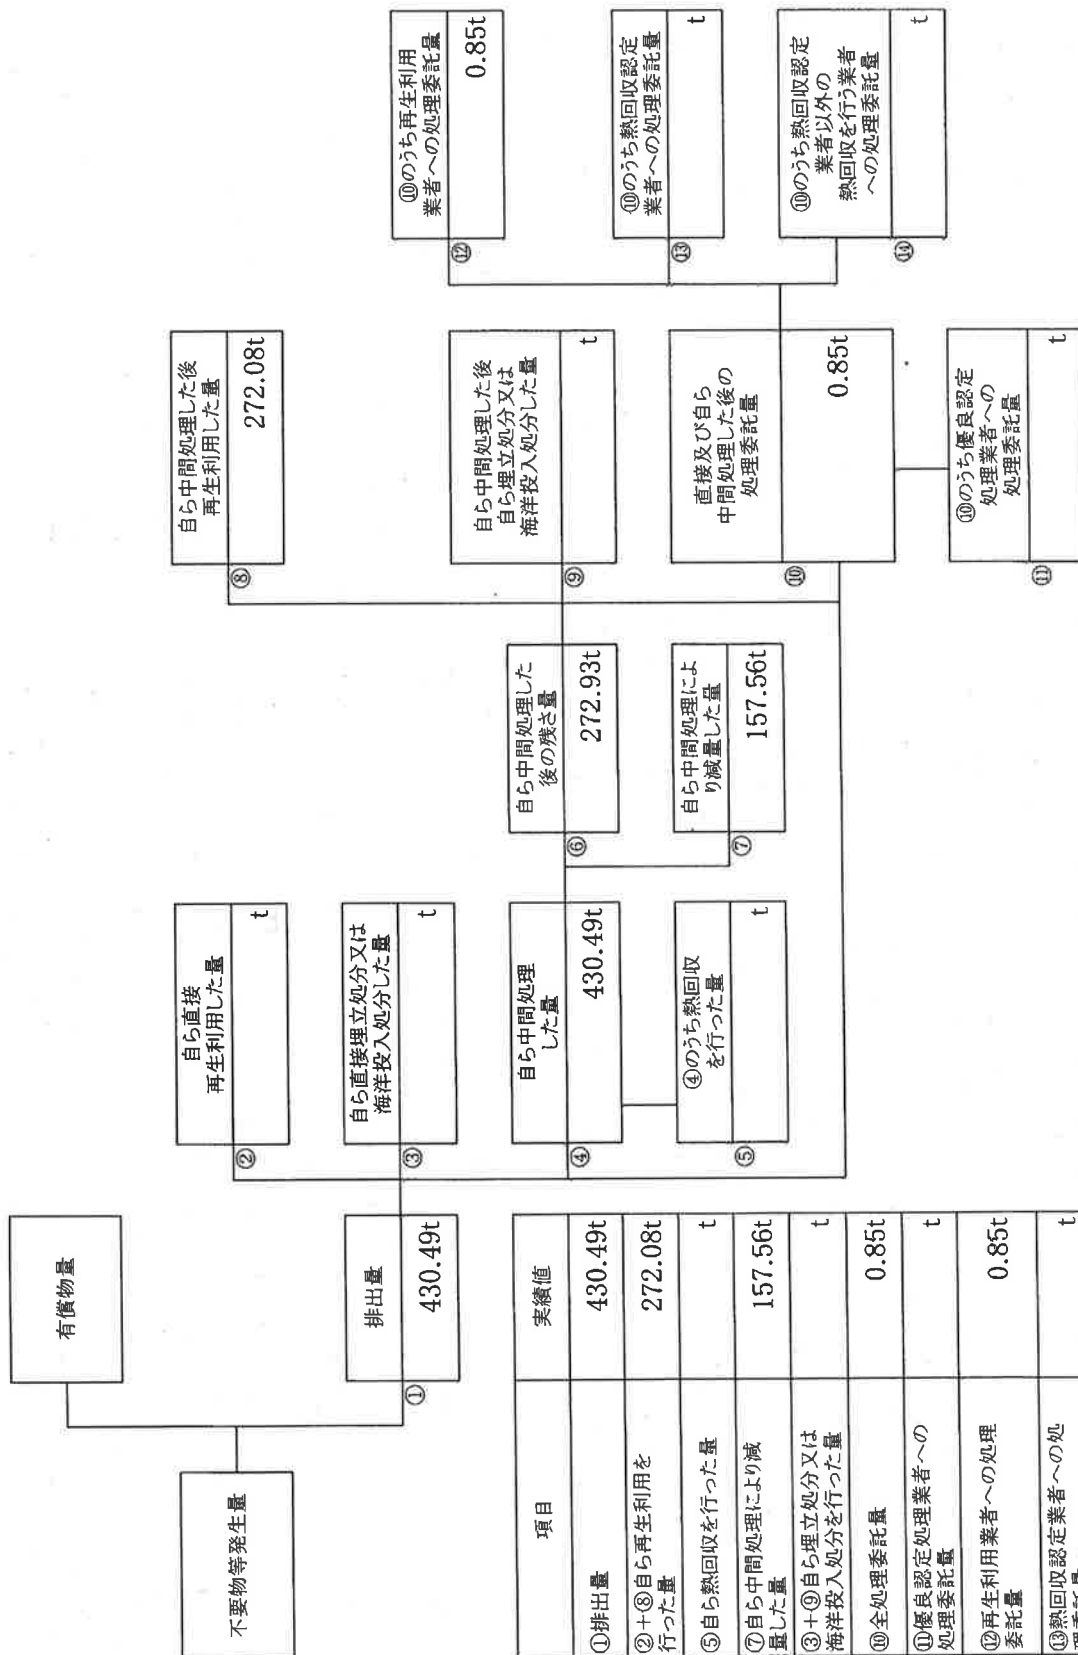 不要物等発生量
有償物量
排出量
①
430.49t
自ら直接
再生利用した量
②
t
自ら直接埋立処分又は
海洋投入処分した量
③
t
自ら中間処理
した量
④
430.49t
④のうち熱回収
を行った量
⑤
t
自ら中間処理した
後の残さ量
⑥
272.93t
自ら中間処理によ
り減量した量
⑦
157.56t
自ら中間処理した後
再生利用した量
⑧
272.08t
自ら中間処理した後
自ら埋立処分又は
海洋投入処分した量
⑨
t
直接及び自ら
中間処理した後の
処理委託量
⑩
0.85t
⑩のうち優良認定
処理業者への
処理委託量
⑪
t
⑩のうち再生利用
業者への処理委託量
⑫
0.85t
⑩のうち熱回収認定
業者への処理委託量
⑬
t
⑩のうち熱回収認定
業者以外の
熱回収を行う業者
への処理委託量
⑭
t
項目
実績値
①排出量
430.49t
②+⑧自ら再生利用を
行った量
272.08t
⑤自ら熱回収を行った量
t
⑦自ら中間処理により減
量した量
157.56t
③+⑨自ら埋立処分又は
海洋投入処分を行った量
t
⑩全処理委託量
0.85t
⑪優良認定処理業者への
処理委託量
t
⑫再生利用業者への処理
委託量
0.85t
⑬熱回収認定業者への処
t